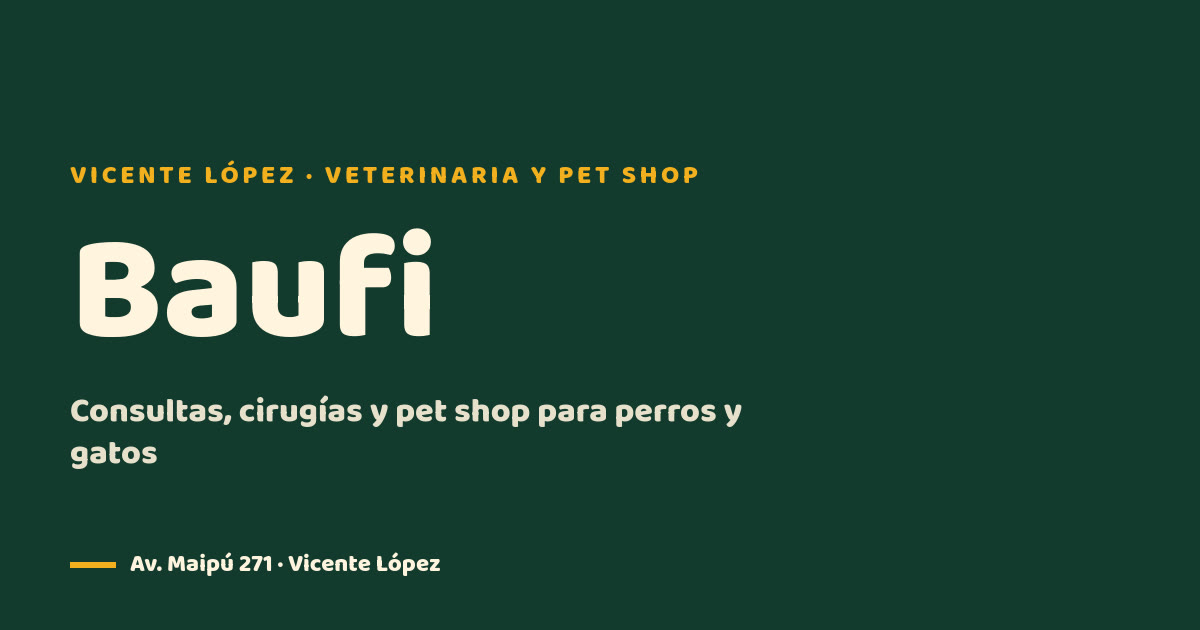 VICENTE LÓPEZ · VETERINARIA Y PET SHOP
Baufi
Consultas, cirugías y pet shop para perros y
gatos
Av. Maipú 271 · Vicente López